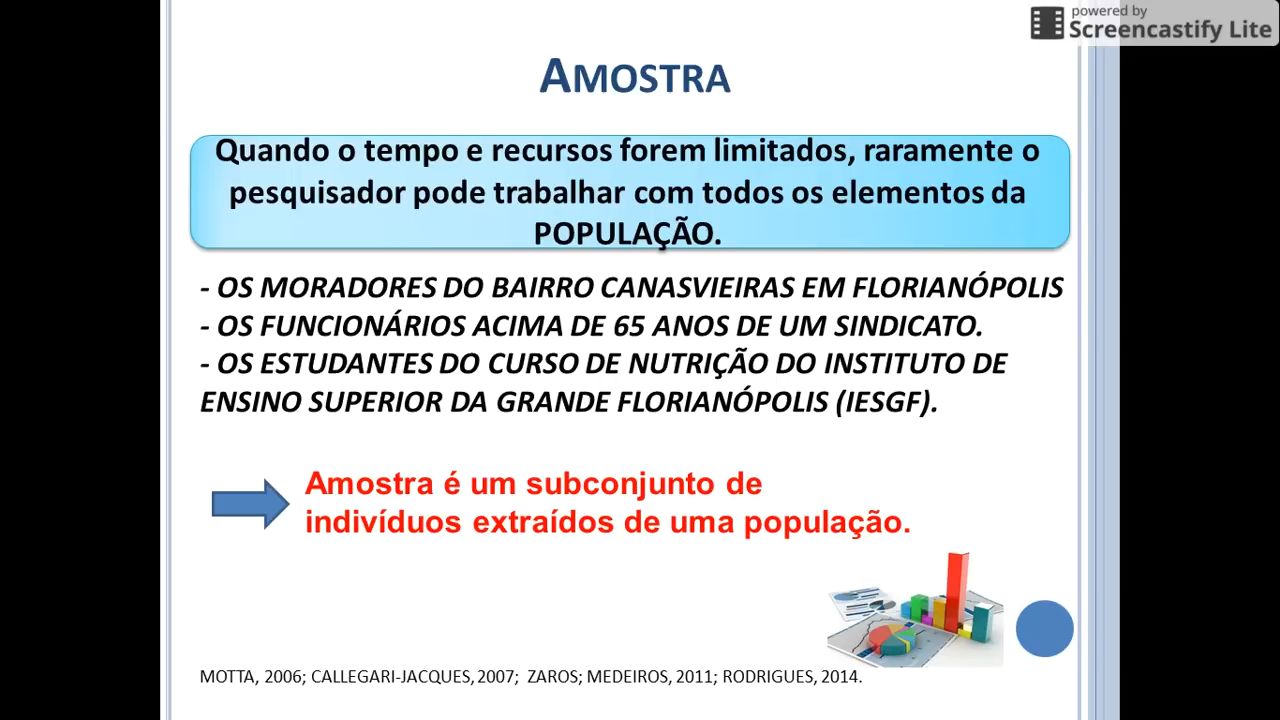 powered by
Screencastify Lite
AMOSTRA
Quando o tempo e recursos forem limitados, raramente o
pesquisador pode trabalhar com todos os elementos da
POPULAÇÃO.
- OS MORADORES DO BAIRRO CANASVIEIRAS EM FLORIANÓPOLIS
- OS FUNCIONÁRIOS ACIMA DE 65 ANOS DE UM SINDICATO.
- OS ESTUDANTES DO CURSO DE NUTRIÇÃO DO INSTITUTO DE
ENSINO SUPERIOR DA GRANDE FLORIANÓPOLIS (IESGF).
Amostra é um subconjunto de
indivíduos extraídos de uma população.
MOTTA, 2006; CALLEGARI-JACQUES, 2007; ZAROS; MEDEIROS, 2011; RODRIGUES, 2014.